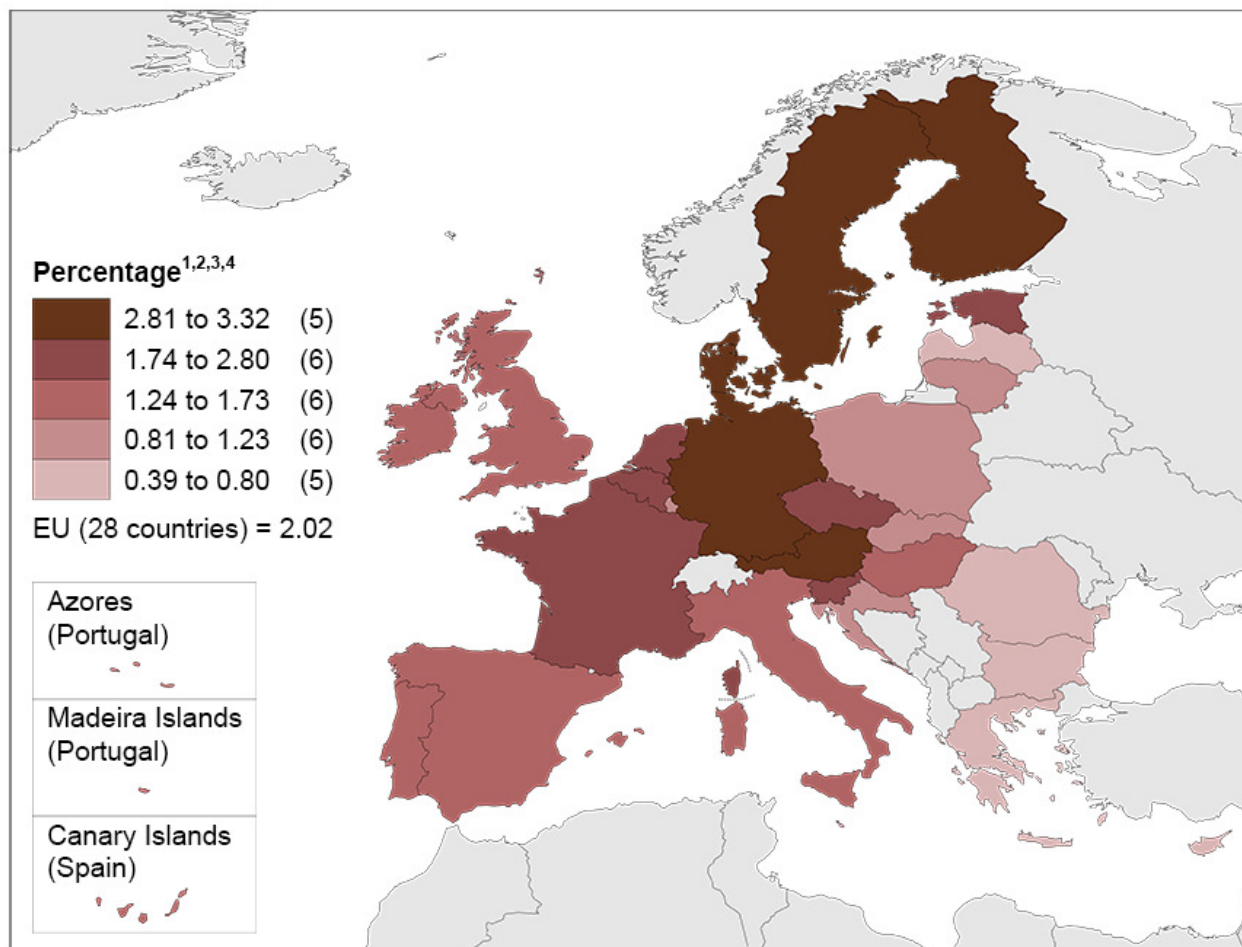 Percentage1,2,3,4
2.81 to 3.32 (5)
1.74 to 2.80 (6)
1.24 to 1.73 (6)
0.81 to 1.23 (6)
0.39 to 0.80 (5)
EU (28 countries) = 2.02
Azores
(Portugal)
Madeira Islands
(Portugal)
Canary Islands
(Spain)